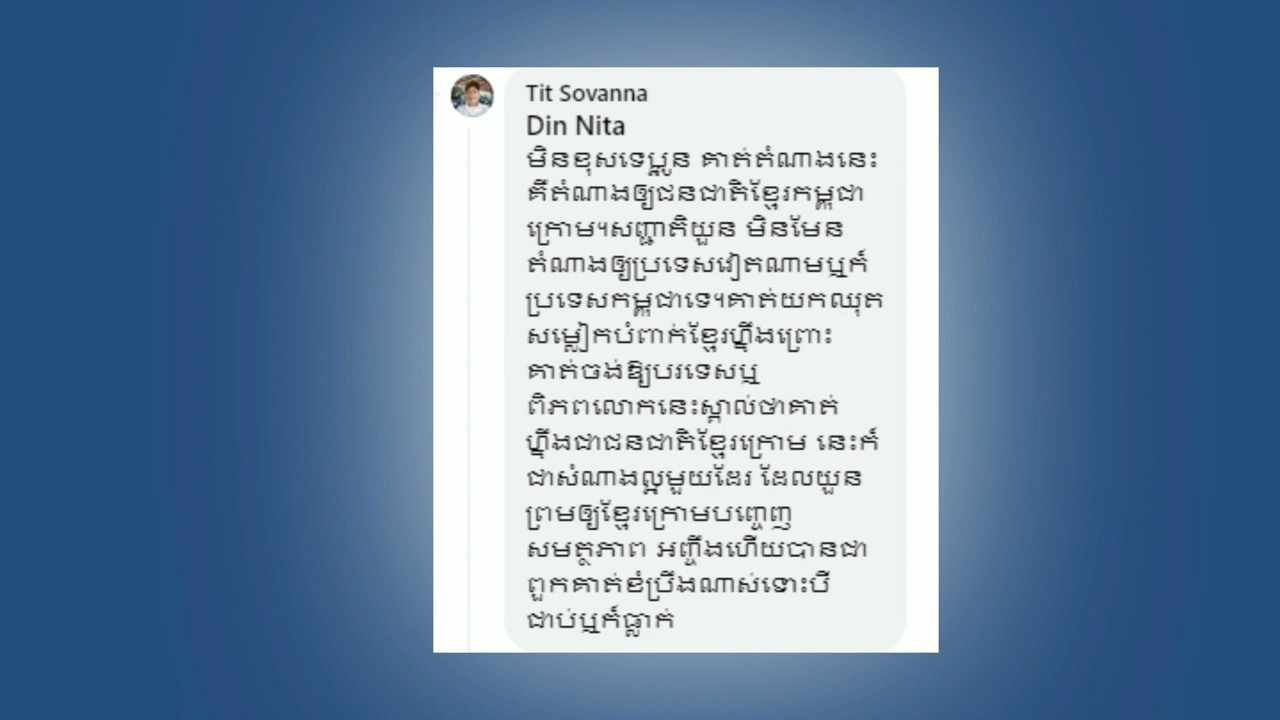 Tit Sovanna
Din Nita
មិនខុសទេប្អូន គាត់តំណាងនេះ
គឺតំណាងឲ្យជនជាតិខ្មែរកម្ពុជា
ក្រោម។សញ្ជាតិយួន មិនមែន
តំណាងឲ្យប្រទេសវៀតណាមឬក៏
ប្រទេសកម្ពុជាទេ។គាត់យកឈុត
សម្លៀកបំពាក់ខ្មែរហ្នឹងព្រោះ
គាត់ចង់ឱ្យបរទេសឬ
ពិភពលោកនេះស្គាល់ថាគាត់
ហ្នឹងជាជនជាតិខ្មែរក្រោម នេះក៏
ជាសំណាងល្អមួយដែរ ដែលយួន
ព្រមឲ្យខ្មែរក្រោមបញ្ចេញ
សមត្ថភាព អញ្ចឹងហើយបានជា
ពួកគាត់ខំប្រឹងណាស់ទោះបី
ជាប់ឬក៏ធ្លាក់